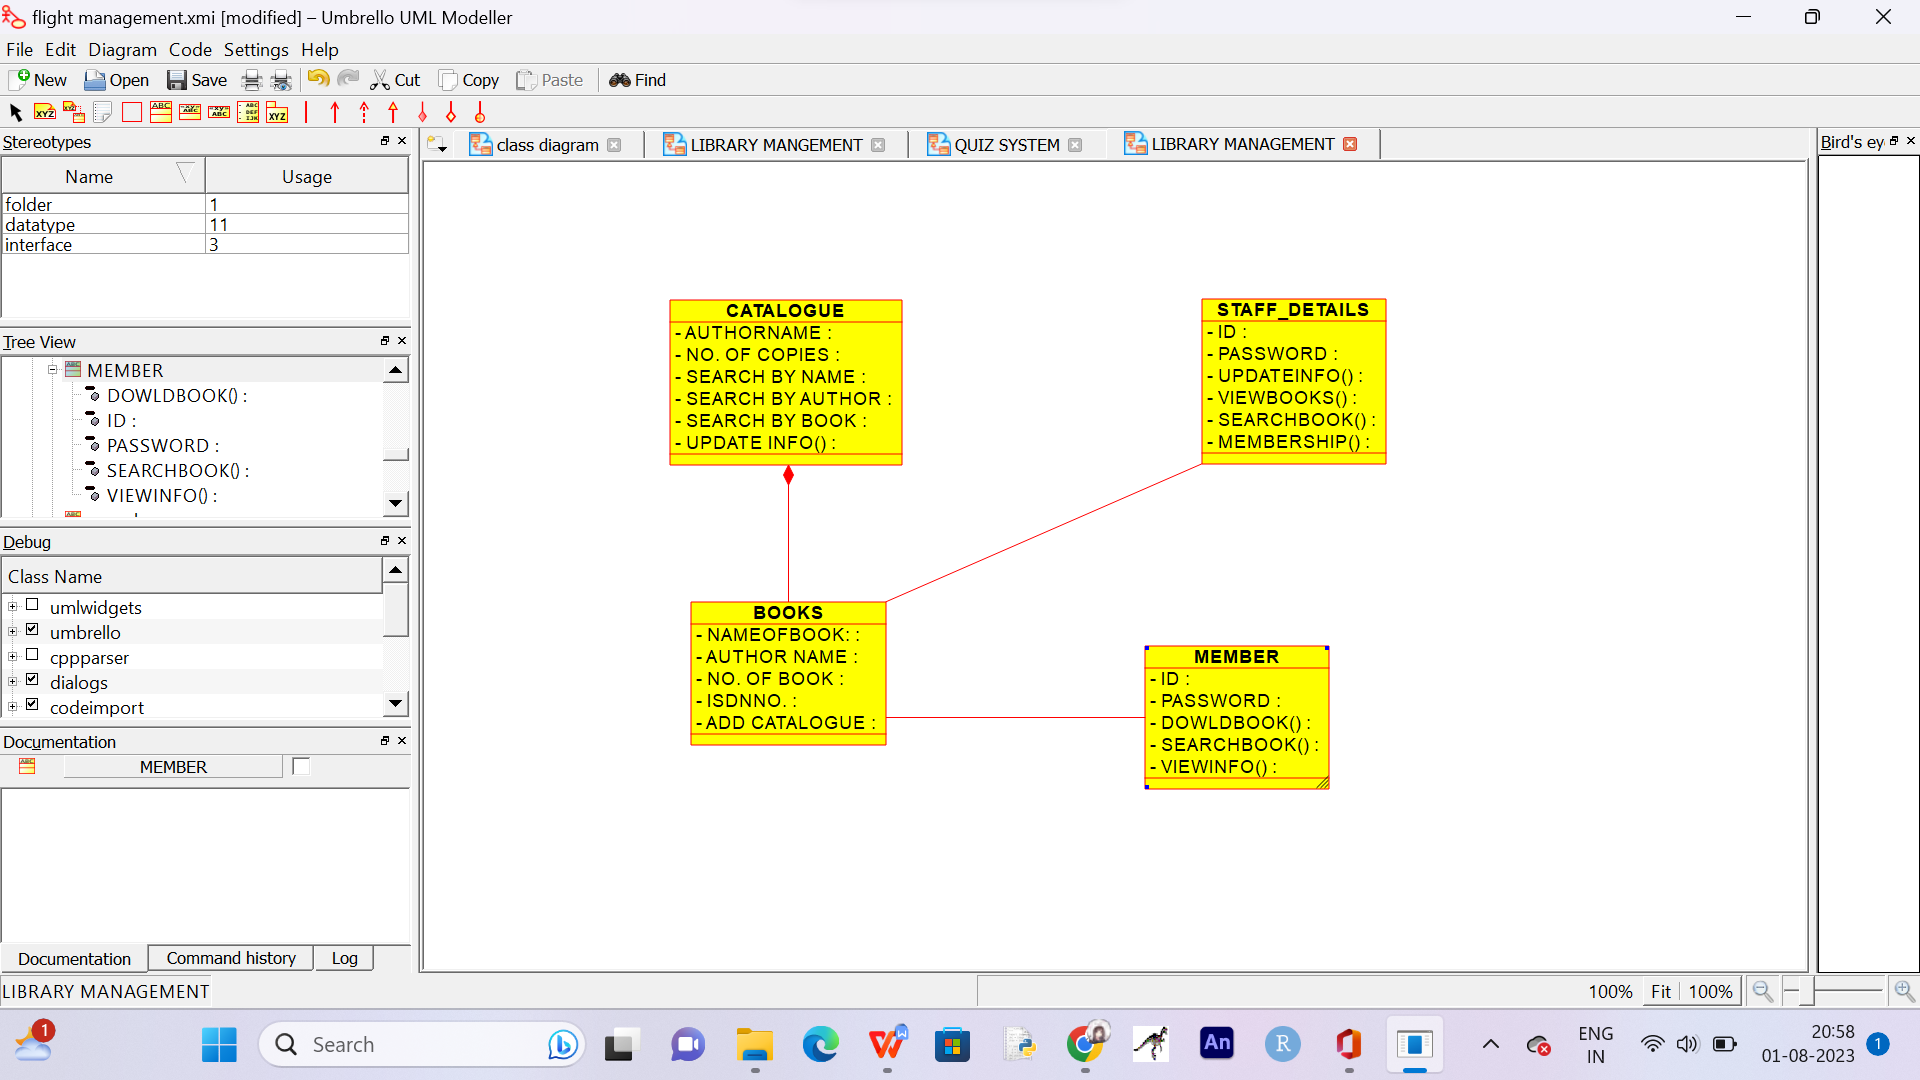 flight management.xmi [modified] – Umbrello UML Modeller
File Edit Diagram Code Settings Help
New Open Save Cut Copy Paste Find
Stereotypes
Name Usage
folder 1
datatype 11
interface 3
Tree View
MEMBER
DOWLDBOOK() :
ID :
PASSWORD :
SEARCHBOOK() :
VIEWINFO() :
Debug
Class Name
umlwidgets
umbrello
cppparser
dialogs
codeimport
Documentation
MEMBER
Documentation Command history Log
LIBRARY MANAGEMENT
class diagram LIBRARY MANGEMENT QUIZ SYSTEM LIBRARY MANAGEMENT
CATALOGUE
- AUTHORNAME :
- NO. OF COPIES :
- SEARCH BY NAME :
- SEARCH BY AUTHOR :
- SEARCH BY BOOK :
- UPDATE INFO() :
STAFF_DETAILS
- ID :
- PASSWORD :
- UPDATEINFO() :
- VIEWBOOKS() :
- SEARCHBOOK() :
- MEMBERSHIP() :
BOOKS
- NAMEOFBOOK: :
- AUTHOR NAME :
- NO. OF BOOK :
- ISDNNO. :
- ADD CATALOGUE :
MEMBER
- ID :
- PASSWORD :
- DOWLDBOOK() :
- SEARCHBOOK() :
- VIEWINFO() :
Bird's ey
100% Fit 100%
1
Search
An
R
ENG
IN
20:58
01-08-2023
1